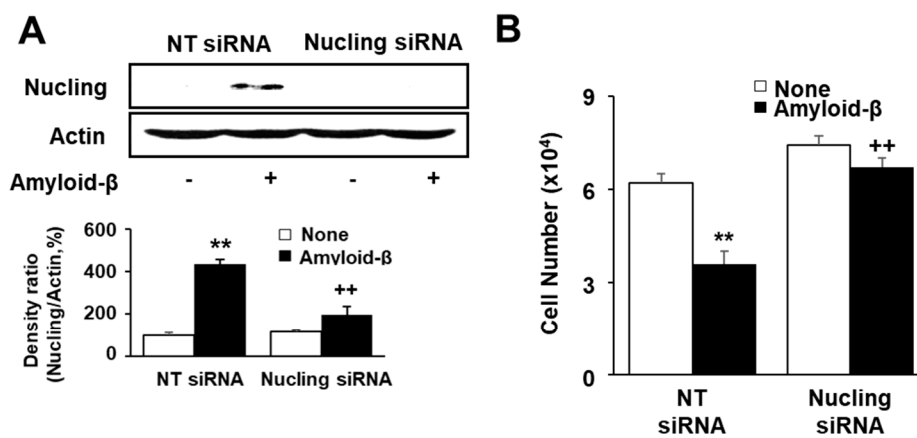 A
NT siRNA Nucling siRNA
Nucling
Actin
Amyloid-β - + - +
Density ratio
(Nucling/Actin,%)
600
400
200
0
None
Amyloid-β
**
++
NT siRNA Nucling siRNA
B
Cell Number (x10⁴)
9
6
3
0
None
Amyloid-β
**
++
NT
siRNA
Nucling
siRNA